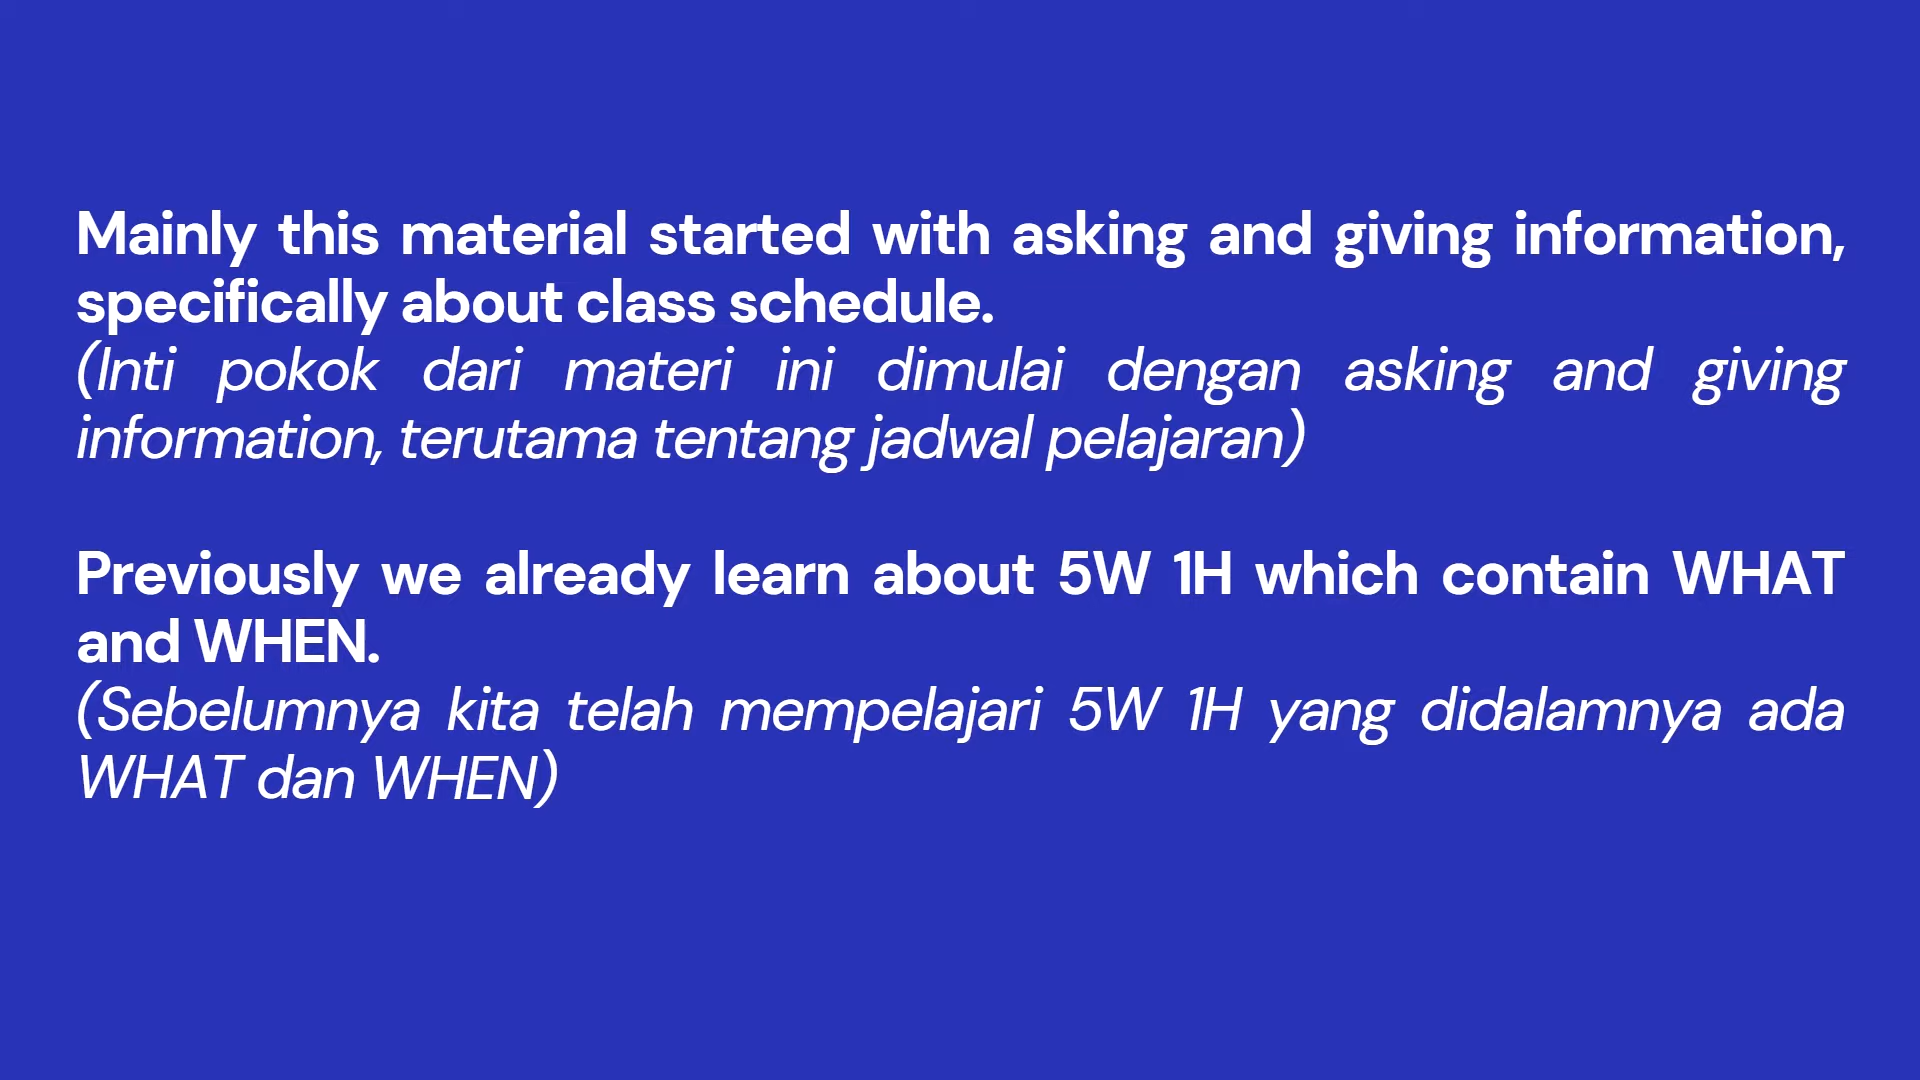 Mainly this material started with asking and giving information,
specifically about class schedule.
(Inti pokok dari materi ini dimulai dengan asking and giving
information, terutama tentang jadwal pelajaran)
Previously we already learn about 5W 1H which contain WHAT
and WHEN.
(Sebelumnya kita telah mempelajari 5W 1H yang didalamnya ada
WHAT dan WHEN)